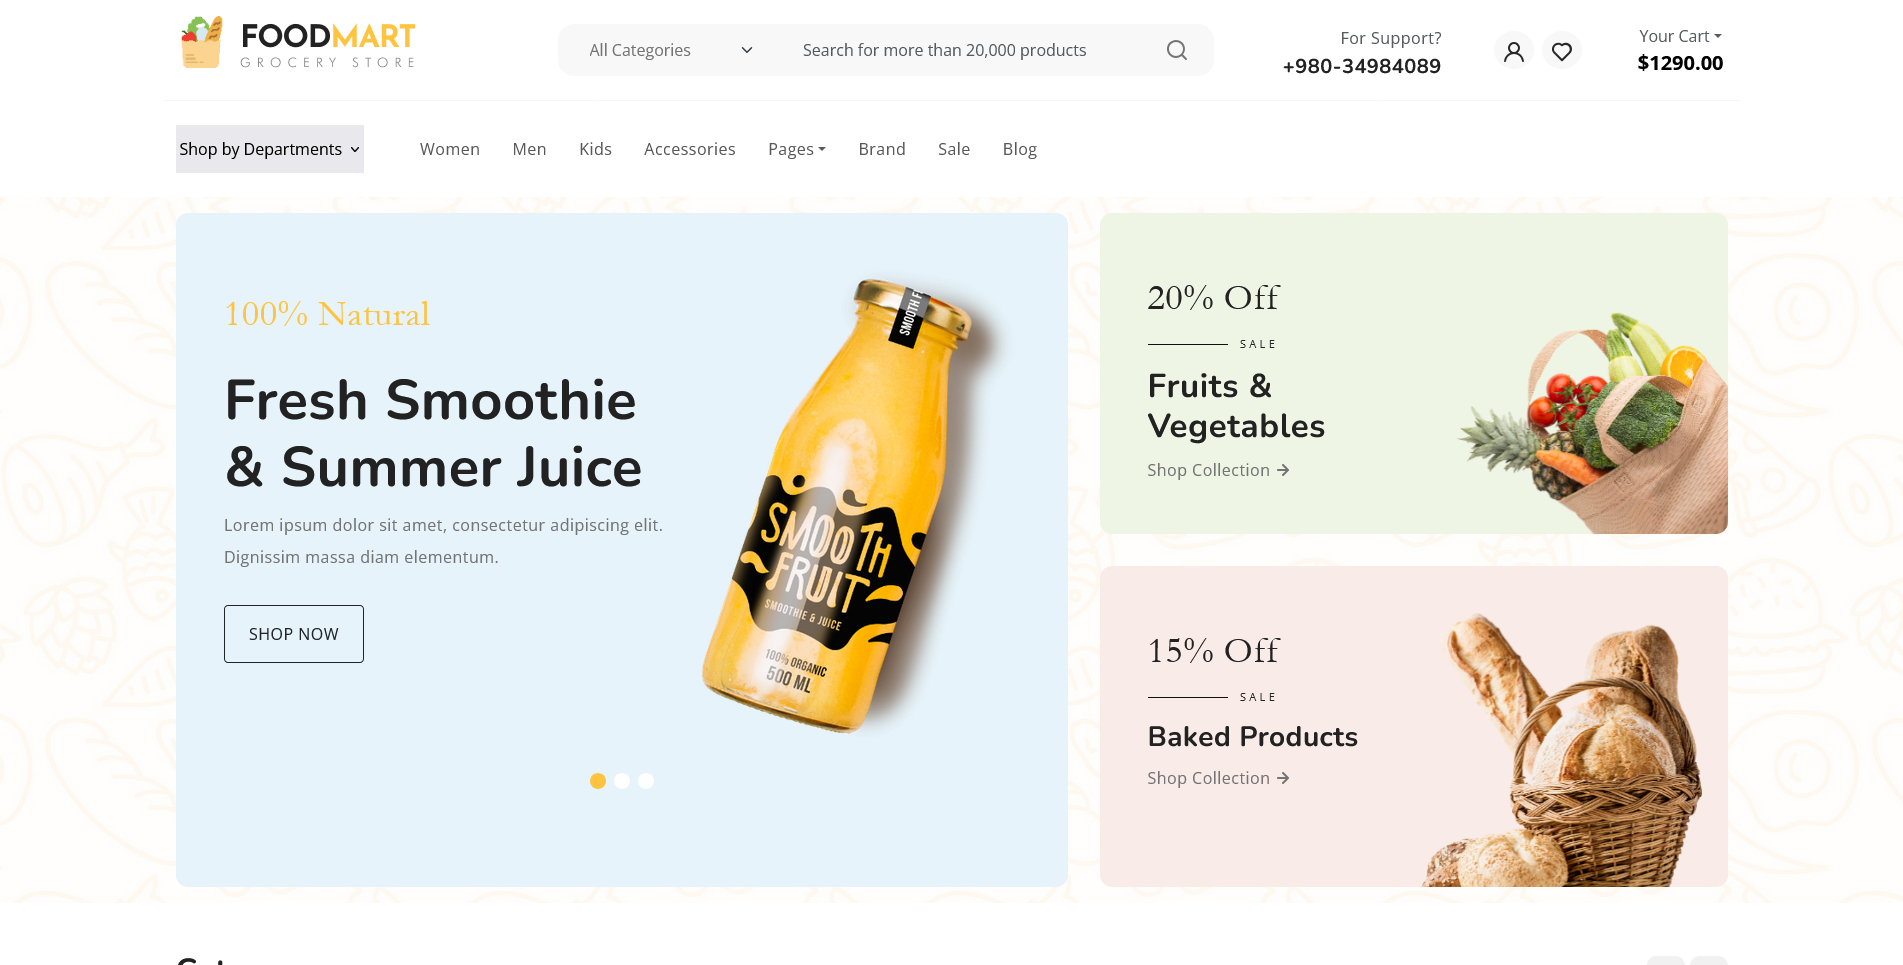 FOODMART
GROCERY STORE
All Categories
Search for more than 20,000 products
For Support?
+980-34984089
Your Cart
$1290.00
Shop by Departments
Women
Men
Kids
Accessories
Pages
Brand
Sale
Blog
100% Natural
Fresh Smoothie
& Summer Juice
Lorem ipsum dolor sit amet, consectetur adipiscing elit.
Dignissim massa diam elementum.
SHOP NOW
SMOOTH F
SMOOTH
FRUIT
SMOOTHIE & JUICE
100% ORGANIC
500 ML
20% Off
SALE
Fruits &
Vegetables
Shop Collection
15% Off
SALE
Baked Products
Shop Collection